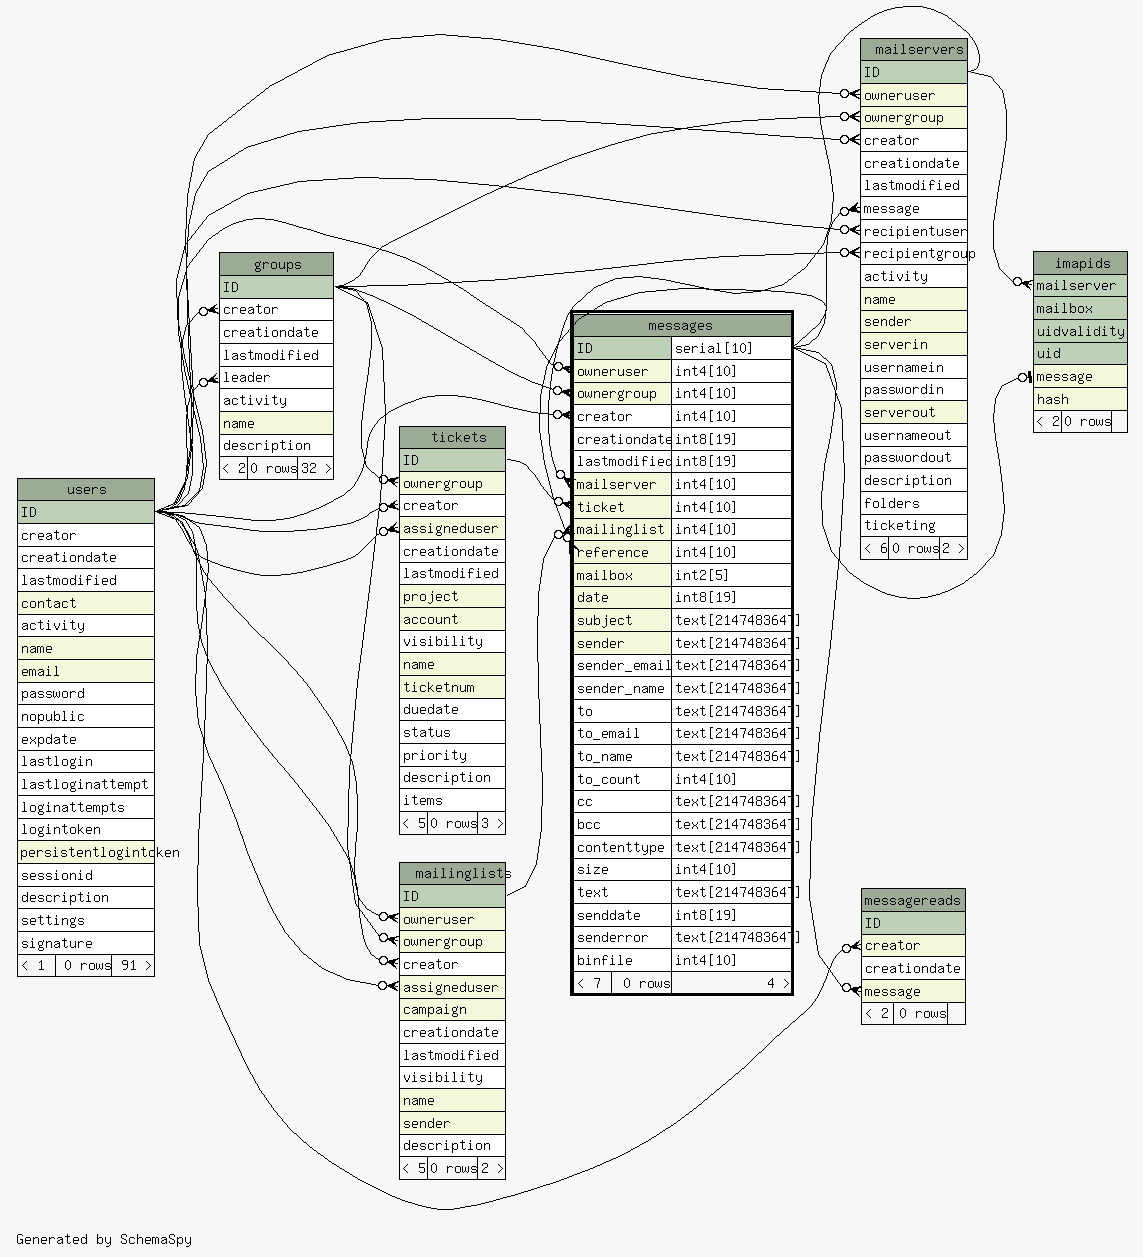 mailservers
ID
owneruser
ownergroup
creator
creationdate
lastmodified
message
recipientuser
recipientgroup
activity
name
sender
serverin
usernamein
passwordin
serverout
usernameout
passwordout
description
folders
ticketing
< 6 0 rows 2 >
groups
ID
creator
creationdate
lastmodified
leader
activity
name
description
< 2 0 rows 32 >
imapids
mailserver
mailbox
uidvalidity
uid
message
hash
< 2 0 rows
messages
ID serial[10]
owneruser int4[10]
ownergroup int4[10]
creator int4[10]
creationdate int8[19]
lastmodified int8[19]
mailserver int4[10]
ticket int4[10]
mailinglist int4[10]
reference int4[10]
mailbox int2[5]
date int8[19]
subject text[2147483647]
sender text[2147483647]
sender_email text[2147483647]
sender_name text[2147483647]
to text[2147483647]
to_email text[2147483647]
to_name text[2147483647]
to_count int4[10]
cc text[2147483647]
bcc text[2147483647]
contenttype text[2147483647]
size int4[10]
text text[2147483647]
senddate int8[19]
senderror text[2147483647]
binfile int4[10]
< 7 0 rows 4 >
tickets
ID
ownergroup
creator
assigneduser
creationdate
lastmodified
project
account
visibility
name
ticketnum
duedate
status
priority
description
items
< 5 0 rows 3 >
users
ID
creator
creationdate
lastmodified
contact
activity
name
email
password
nopublic
expdate
lastlogin
lastloginattempt
loginattempts
logintoken
persistentlogintoken
sessionid
description
settings
signature
< 1 0 rows 91 >
mailinglists
ID
owneruser
ownergroup
creator
assigneduser
campaign
creationdate
lastmodified
visibility
name
sender
description
< 5 0 rows 2 >
messagereads
ID
creator
creationdate
message
< 2 0 rows
Generated by SchemaSpy